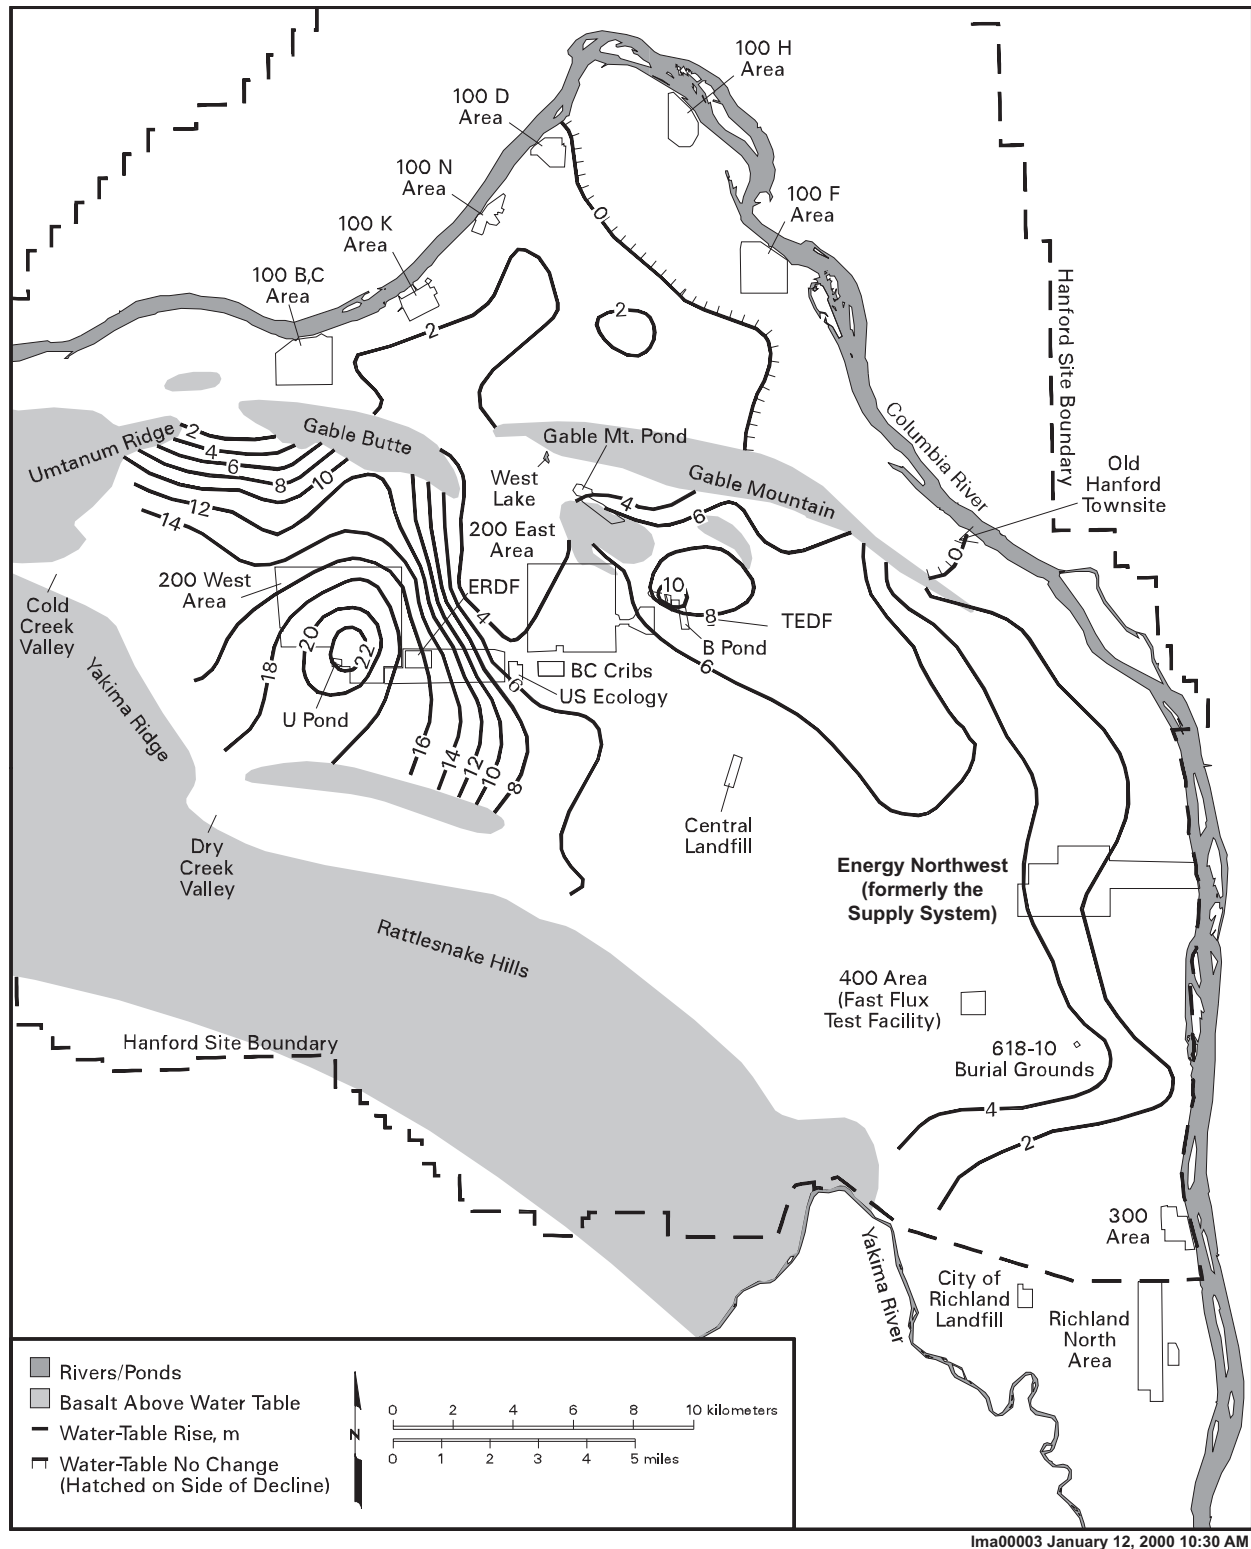 100 H
Area
100 D
Area
100 N
Area
100 F
Area
100 K
Area
100 B,C
Area
0
2
2
Hanford Site Boundary
Columbia River
Old
Hanford
Townsite
0
Umtanum Ridge
Gable Butte
Gable Mt. Pond
Gable Mountain
West
Lake
2
4
6
8
10
12
14
4
6
200 East
Area
200 West
Area
ERDF
Cold
Creek
Valley
Yakima Ridge
4
10
8
TEDF
B Pond
6
20
22
18
BC Cribs
US Ecology
6
U Pond
16
14
12
10
8
Central
Landfill
Dry
Creek
Valley
Energy Northwest
(formerly the
Supply System)
Rattlesnake Hills
400 Area
(Fast Flux
Test Facility)
618-10
Burial Grounds
Hanford Site Boundary
4
2
300
Area
Yakima River
City of
Richland
Landfill
Richland
North
Area
Rivers/Ponds
Basalt Above Water Table
Water-Table Rise, m
Water-Table No Change
(Hatched on Side of Decline)
N
0 2 4 6 8 10 kilometers
0 1 2 3 4 5 miles
lma00003 January 12, 2000 10:30 AM